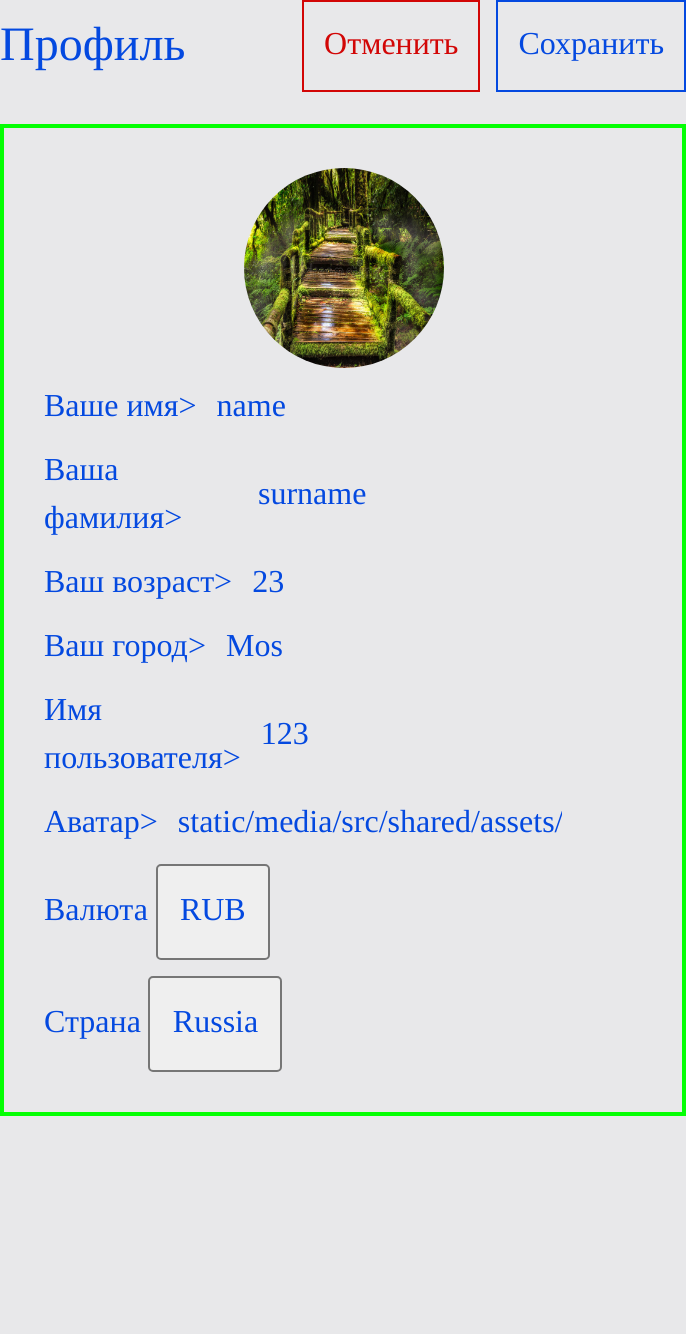 Профиль
Отменить
Сохранить
Ваше имя> name
Ваша
фамилия>
surname
Ваш возраст> 23
Ваш город> Mos
Имя
пользователя>
123
Аватар> static/media/src/shared/assets/
Валюта RUB
Страна Russia